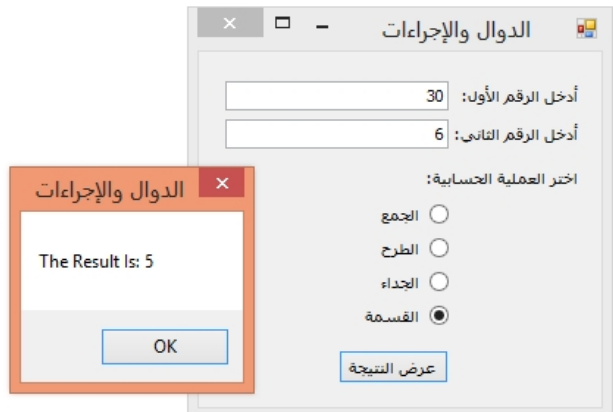 الدوال والإجراءات
أدخل الرقم الأول: 30
أدخل الرقم الثاني: 6
اختر العملية الحسابية:
الجمع
الطرح
الجداء
القسمة
عرض النتيجة
الدوال والإجراءات
The Result Is: 5
OK